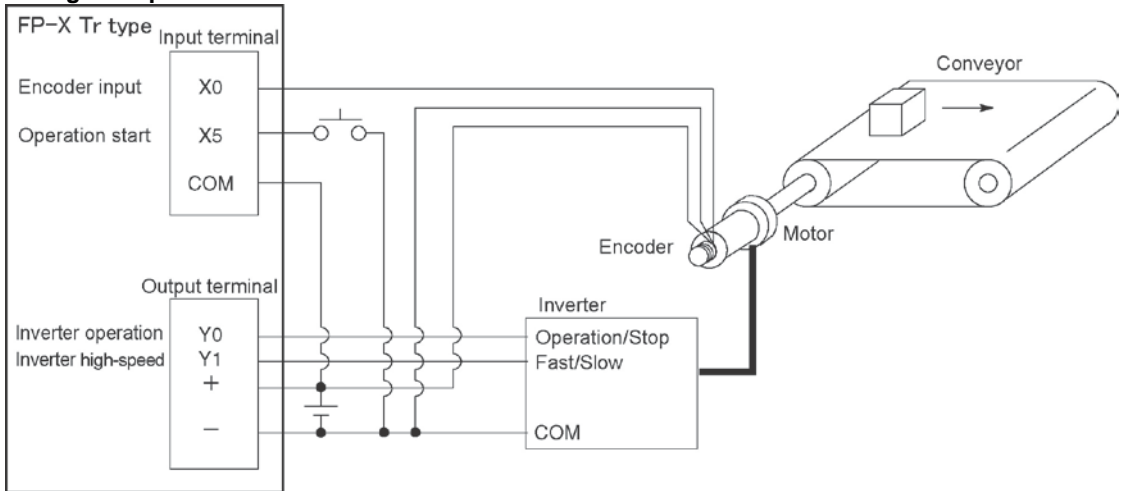 FP-X Tr type
Input terminal
Encoder input
X0
Operation start
X5
COM
Output terminal
Inverter operation
Y0
Inverter high-speed
Y1
+
−
Inverter
Operation/Stop
Fast/Slow
COM
Encoder
Motor
Conveyor